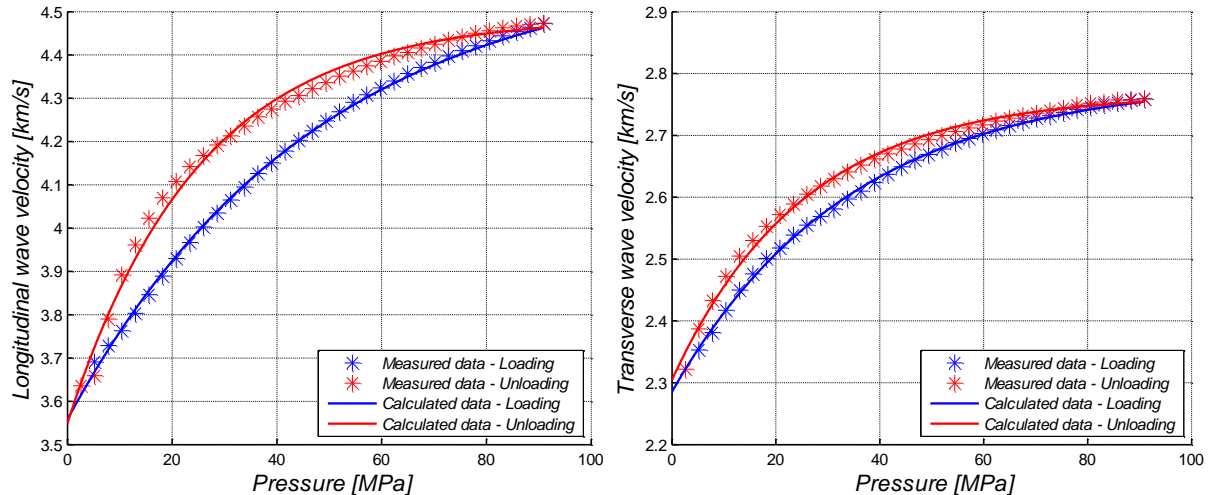 Longitudinal wave velocity [km/s]
4.5
4.4
4.3
4.2
4.1
4
3.9
3.8
3.7
3.6
3.5
0 20 40 60 80 100
Pressure [MPa]
Measured data - Loading
Measured data - Unloading
Calculated data - Loading
Calculated data - Unloading
Transverse wave velocity [km/s]
2.9
2.8
2.7
2.6
2.5
2.4
2.3
2.2
0 20 40 60 80 100
Pressure [MPa]
Measured data - Loading
Measured data - Unloading
Calculated data - Loading
Calculated data - Unloading